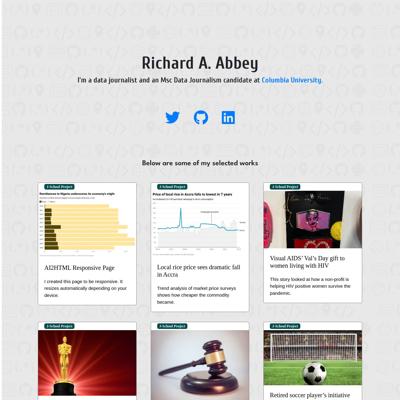 Richard A. Abbey
I'm a data journalist and an Msc Data Journalism candidate at Columbia University.
Below are some of my selected works
J-School Project
J-School Project
J-School Project
Remittances to Nigeria underscores its economy's might
Price of local rice in Accra falls to lowest in 7 years
AI2HTML Responsive Page
I created this page to be responsive. It
resizes automatically depending on your
device.
Local rice price sees dramatic fall
in Accra
Trend analysis of market price surveys
shows how cheaper the commodity
became.
Visual AIDS' Val's Day gift to
women living with HIV
This story looked at how a non-profit is
helping HIV positive women survive the
pandemic.
J-School Project
J-School Project
J-School Project
Retired soccer player's initiative